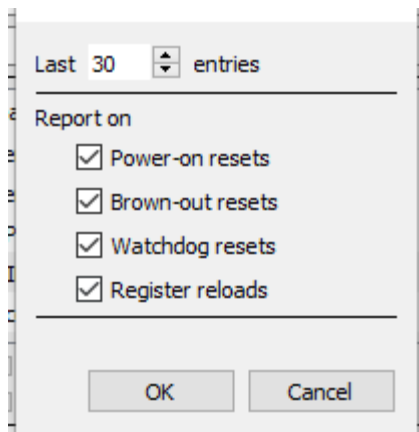 Last 30 entries
Report on
Power-on resets
Brown-out resets
Watchdog resets
Register reloads
OK Cancel